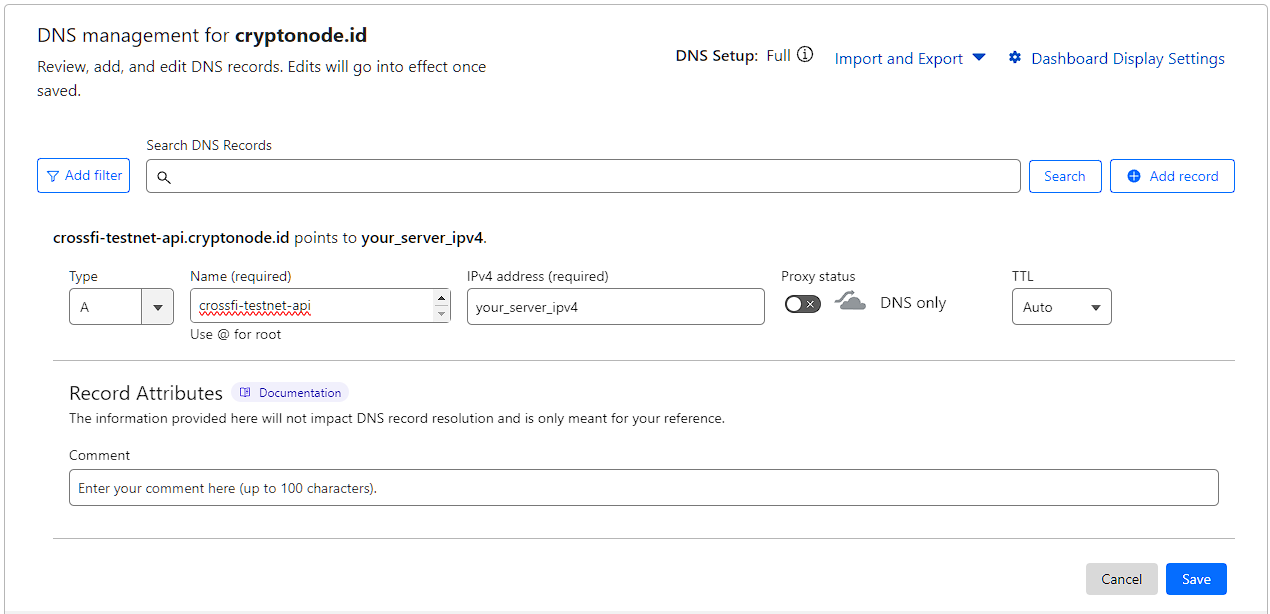 DNS management for cryptonode.id
Review, add, and edit DNS records. Edits will go into effect once
saved.
DNS Setup: Full
Import and Export
Dashboard Display Settings
Search DNS Records
Add filter
Search
Add record
crossfi-testnet-api.cryptonode.id points to your_server_ipv4.
Type
Name (required)
IPv4 address (required)
Proxy status
TTL
A
crossfi-testnet-api
your_server_ipv4
DNS only
Auto
Use @ for root
Record Attributes
Documentation
The information provided here will not impact DNS record resolution and is only meant for your reference.
Comment
Enter your comment here (up to 100 characters).
Cancel
Save